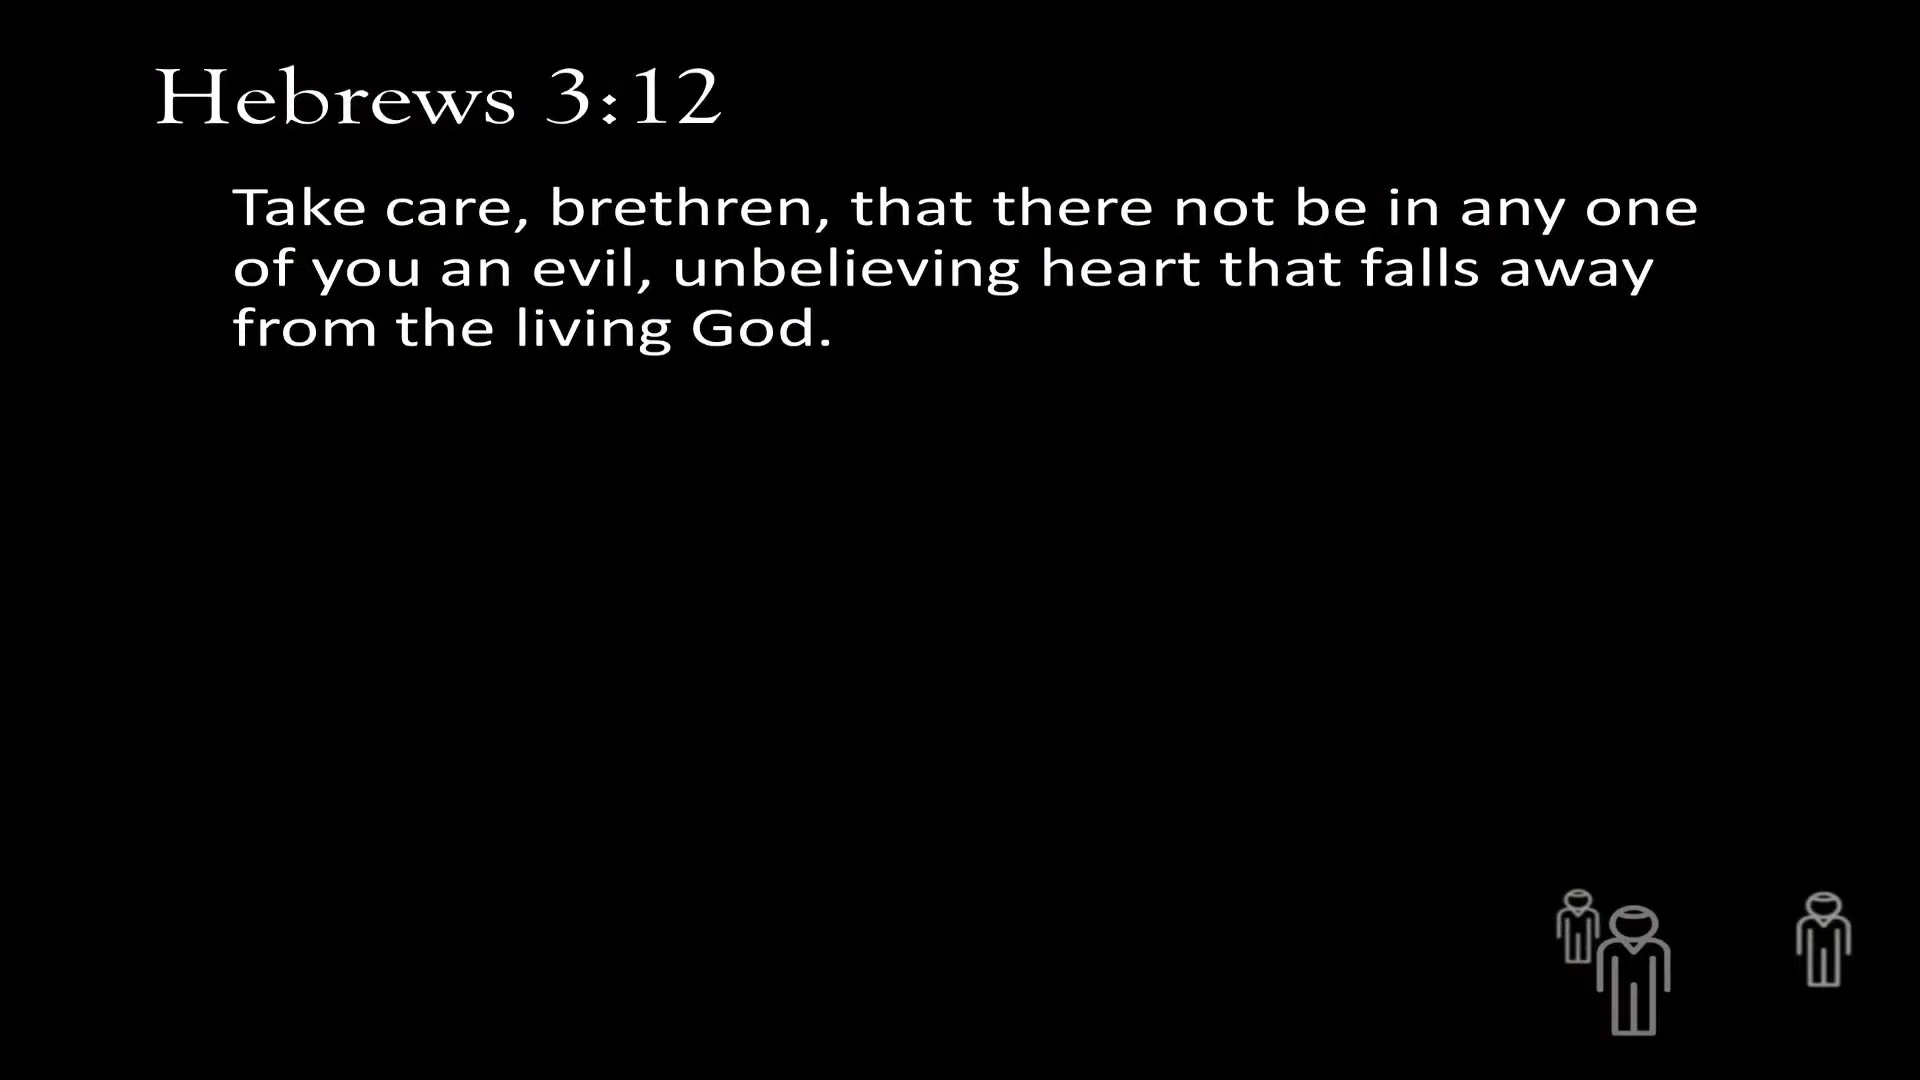 Hebrews 3:12
Take care, brethren, that there not be in any one
of you an evil, unbelieving heart that falls away
from the living God.